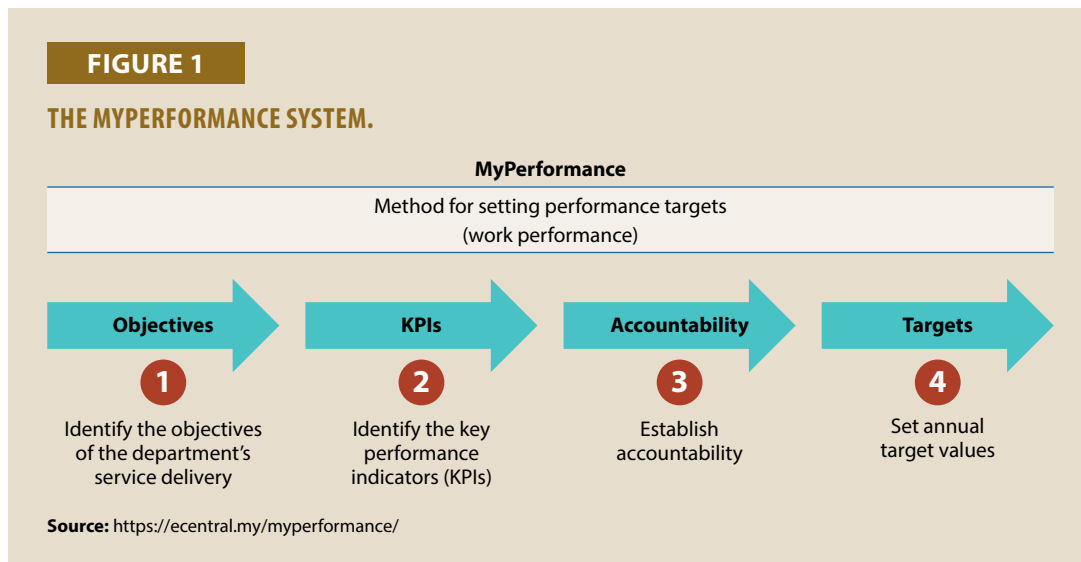 FIGURE 1
THE MYPERFORMANCE SYSTEM.
MyPerformance
Method for setting performance targets
(work performance)
Objectives
1
Identify the objectives
of the department's
service delivery
KPIs
2
Identify the key
performance
indicators (KPIs)
Accountability
3
Establish
accountability
Targets
4
Set annual
target values
Source: https://ecentral.my/myperformance/